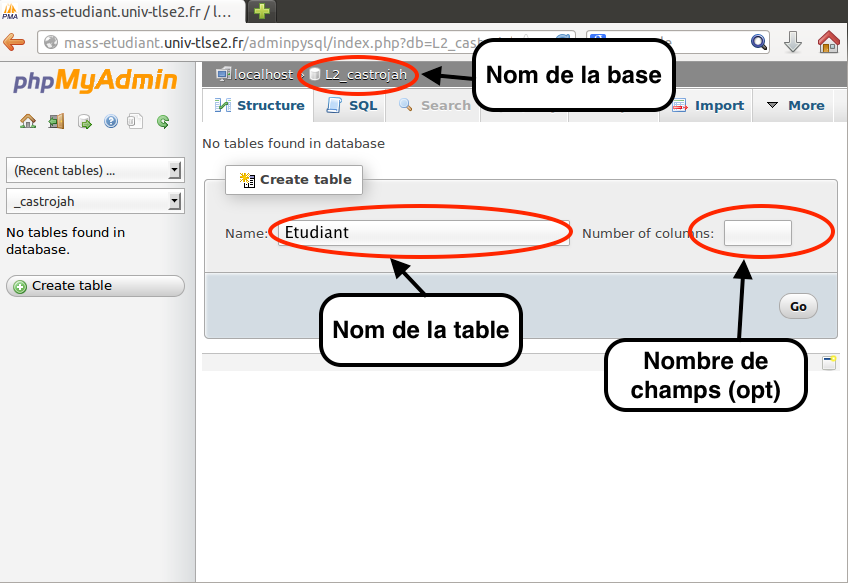 mass-etudiant.univ-tlse2.fr / l...
mass-etudiant.univ-tlse2.fr/adminpysql/index.php?db=L2_cas
phpMyAdmin
localhost » L2_castrojah
Nom de la base
Structure
SQL
Search
Import
More
(Recent tables) ...
_castrojah
No tables found in
database.
Create table
No tables found in database
Create table
Name:
Etudiant
Number of columns:
Nom de la table
Go
Nombre de
champs (opt)